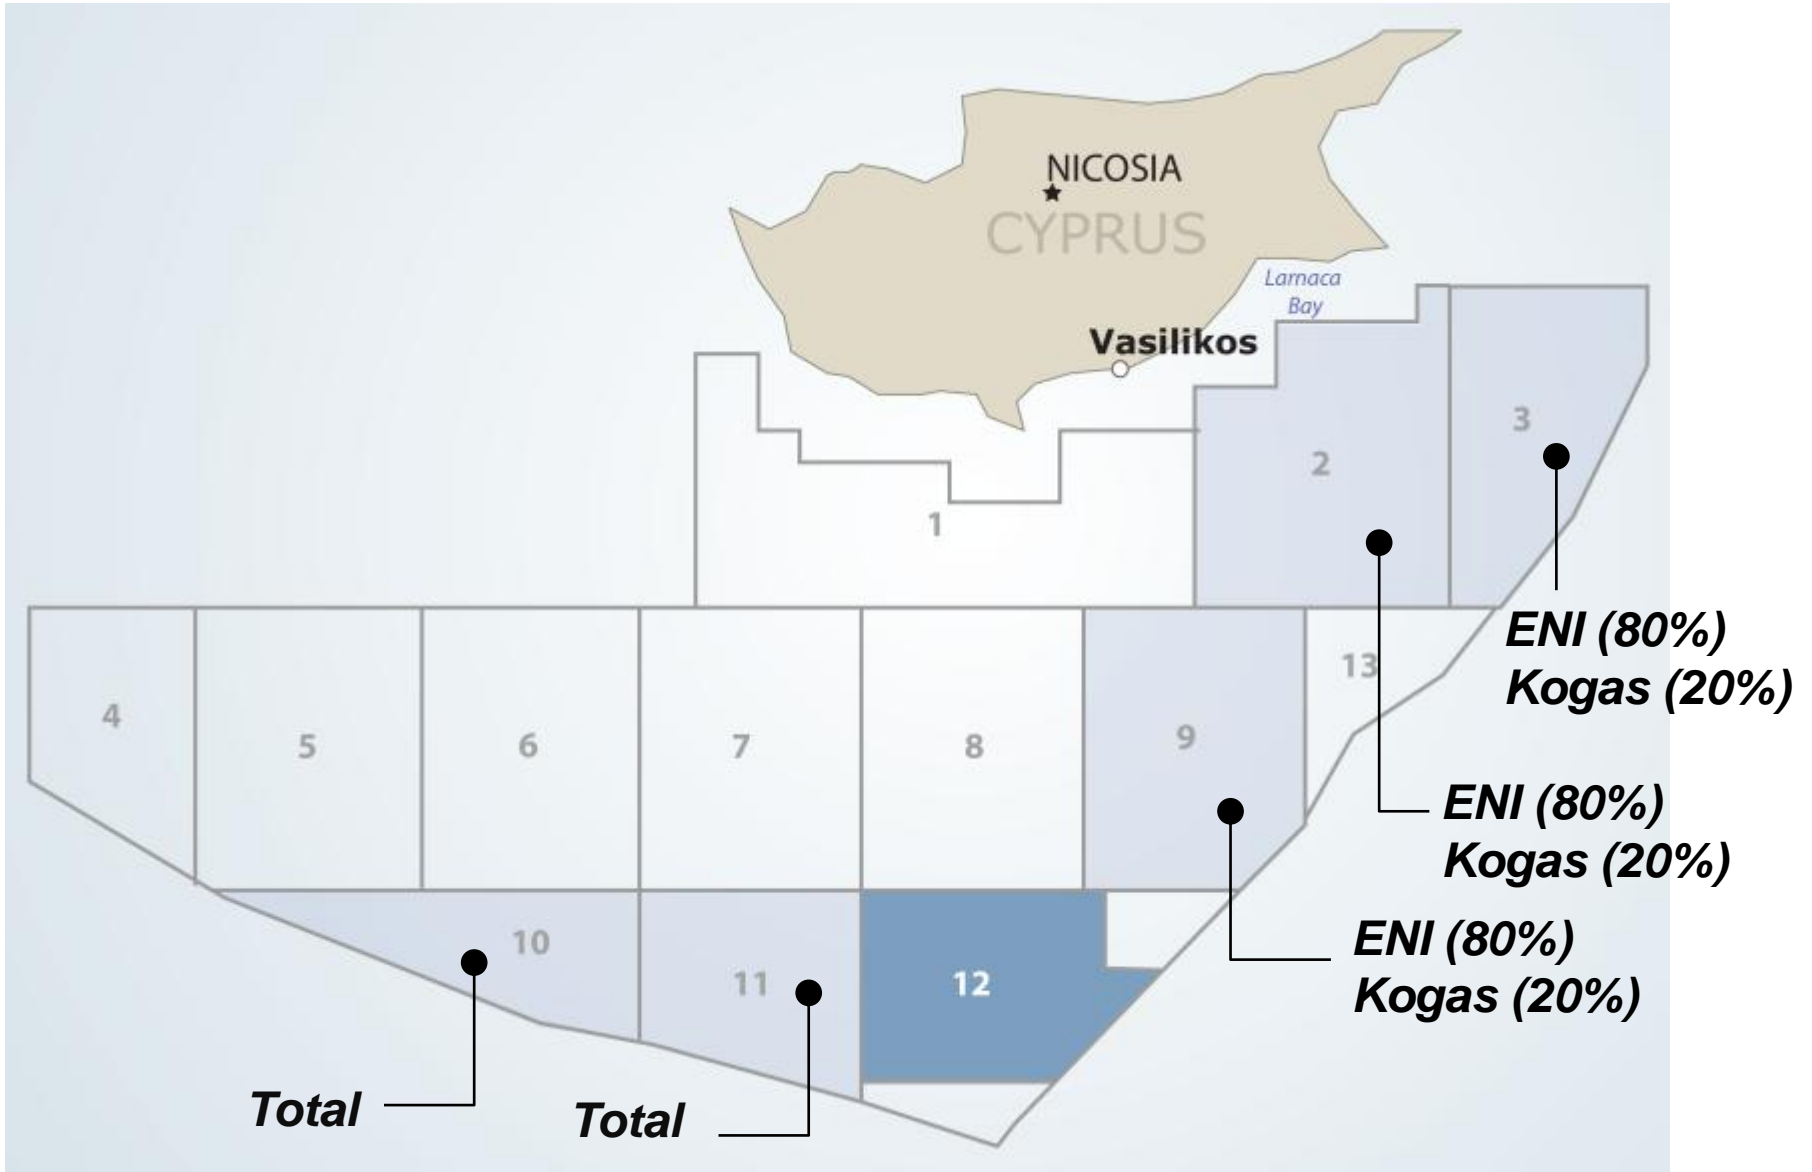 NICOSIA
CYPRUS
Larnaca
Bay
Vasilikos
3
2
1
ENI (80%)
Kogas (20%)
13
4
5
6
7
8
9
ENI (80%)
Kogas (20%)
10
11
12
ENI (80%)
Kogas (20%)
Total
Total